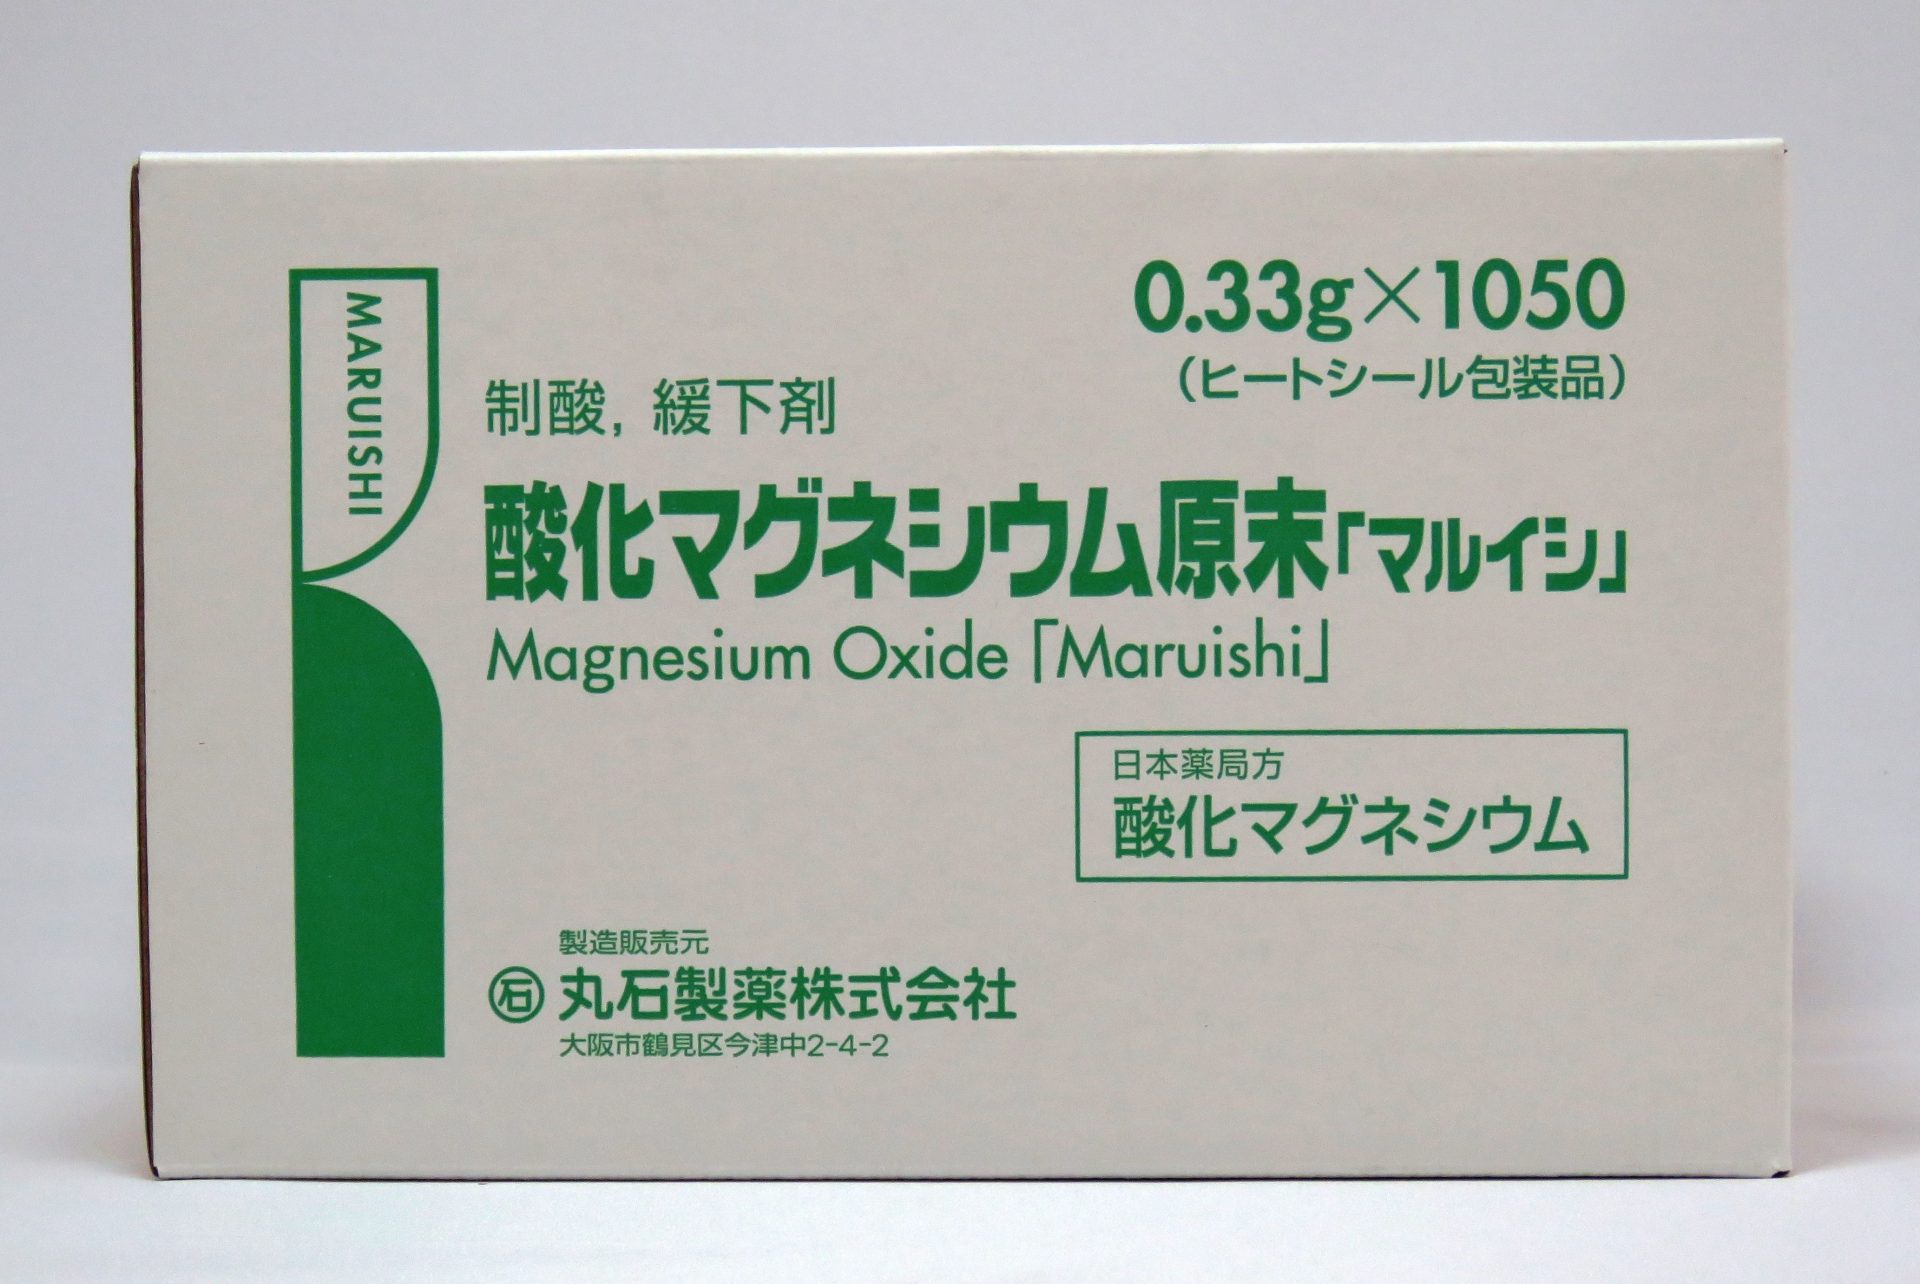 MARUISHI
0.33g×1050
(ヒートシール包装品)
制酸, 緩下剤
酸化マグネシウム原末「マルイシ」
Magnesium Oxide「Maruishi」
日本薬局方
酸化マグネシウム
製造販売元
石 丸石製薬株式会社
大阪市鶴見区今津中2-4-2